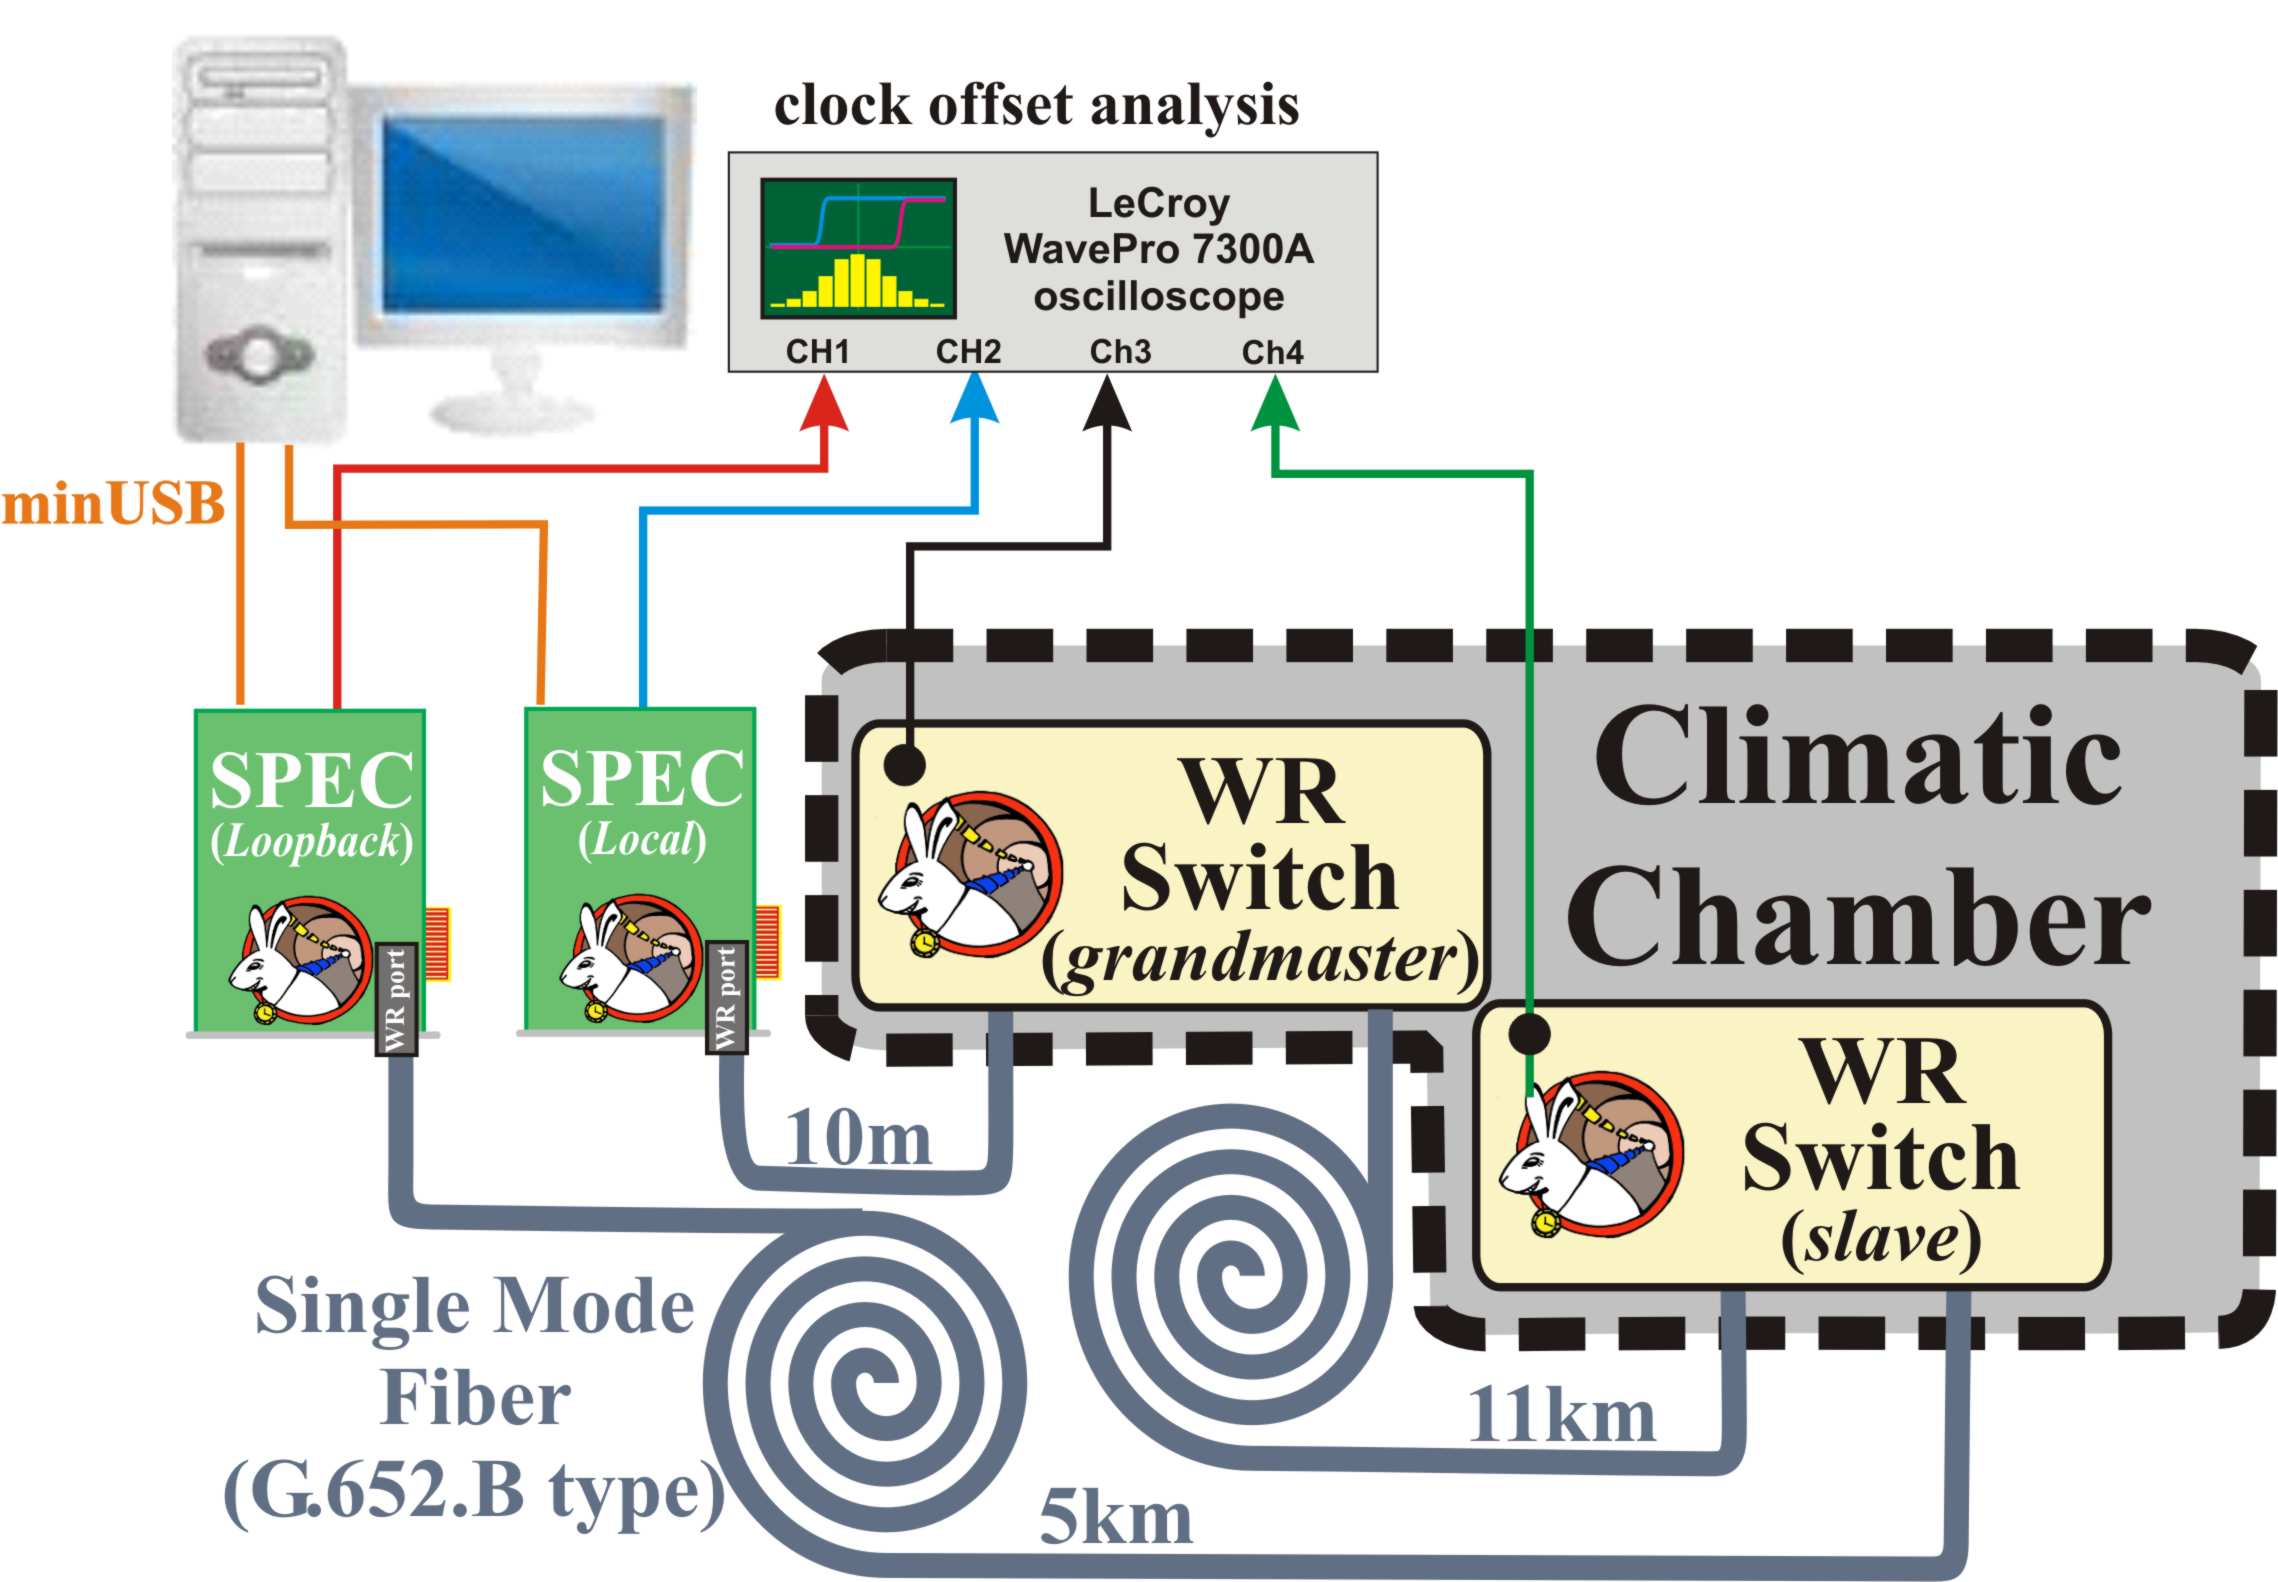 clock offset analysis
LeCroy
WavePro 7300A
oscilloscope
CH1 CH2 Ch3 Ch4
minUSB
SPEC
(Loopback)
WR port
SPEC
(Local)
WR port
WR
Switch
(grandmaster)
Climatic
Chamber
WR
Switch
(slave)
10m
Single Mode
Fiber
(G.652.B type)
11km
5km